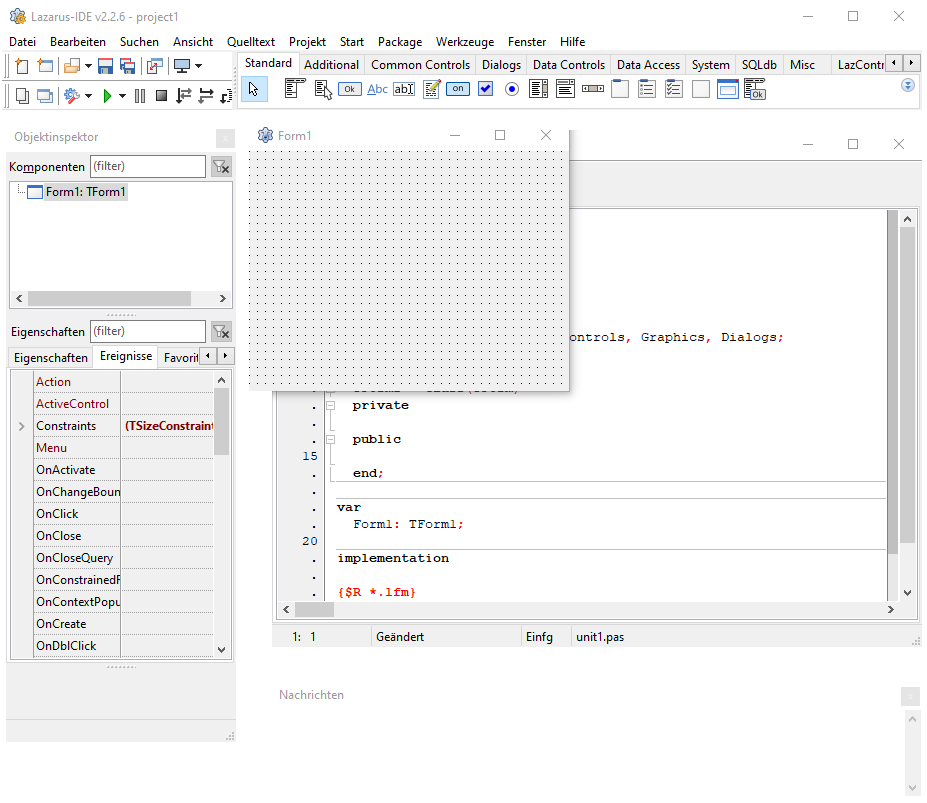 Lazarus-IDE v2.2.6 - project1
Datei Bearbeiten Suchen Ansicht Quelltext Projekt Start Package Werkzeuge Fenster Hilfe
Standard Additional Common Controls Dialogs Data Controls Data Access System SQLdb Misc LazContr
Ok Abc ab on Ok
Objektinspektor
Komponenten (filter)
Form1: TForm1
Eigenschaften (filter)
Eigenschaften Ereignisse Favorit
Action
ActiveControl
Constraints (TSizeConstraint
Menu
OnActivate
OnChangeBoun
OnClick
OnClose
OnCloseQuery
OnConstrainedR
OnContextPopu
OnCreate
OnDblClick
Form1
ontrols, Graphics, Dialogs;
private
public
15
end;
var
Form1: TForm1;
20
implementation
{$R *.lfm}
1: 1 Geändert Einfg unit1.pas
Nachrichten